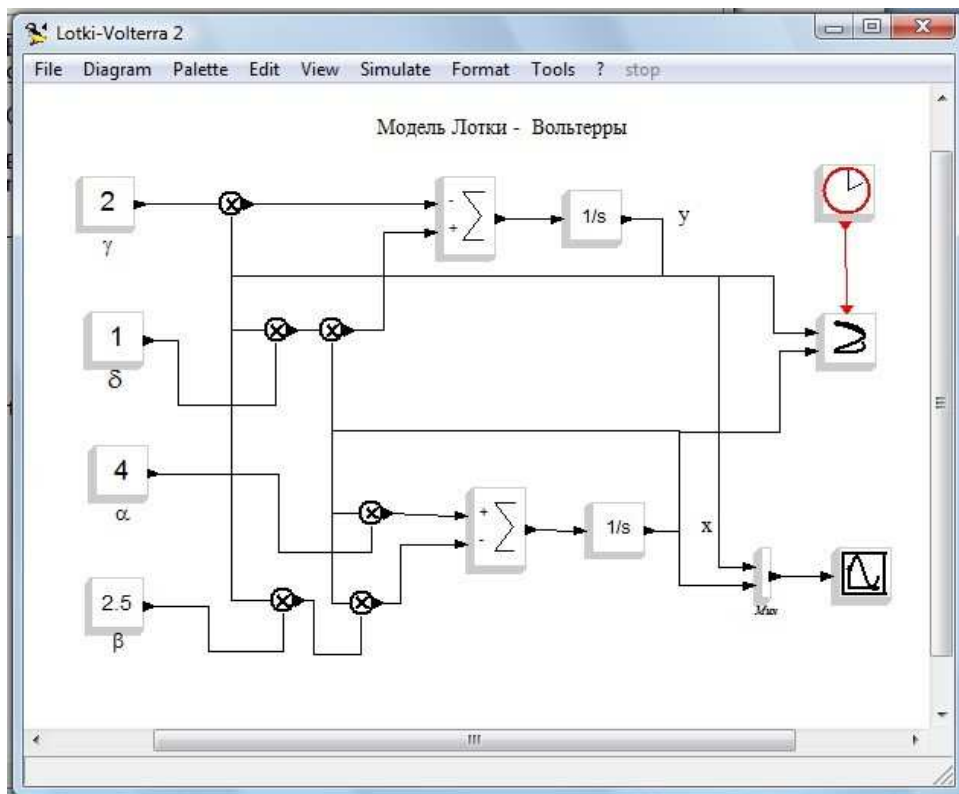 Lotki-Volterra 2
File Diagram Palette Edit View Simulate Format Tools ? stop
Модель Лотки - Вольтерры
2
γ
-
+
1/s
y
1
δ
4
α
+
-
1/s
x
2.5
β
Mux